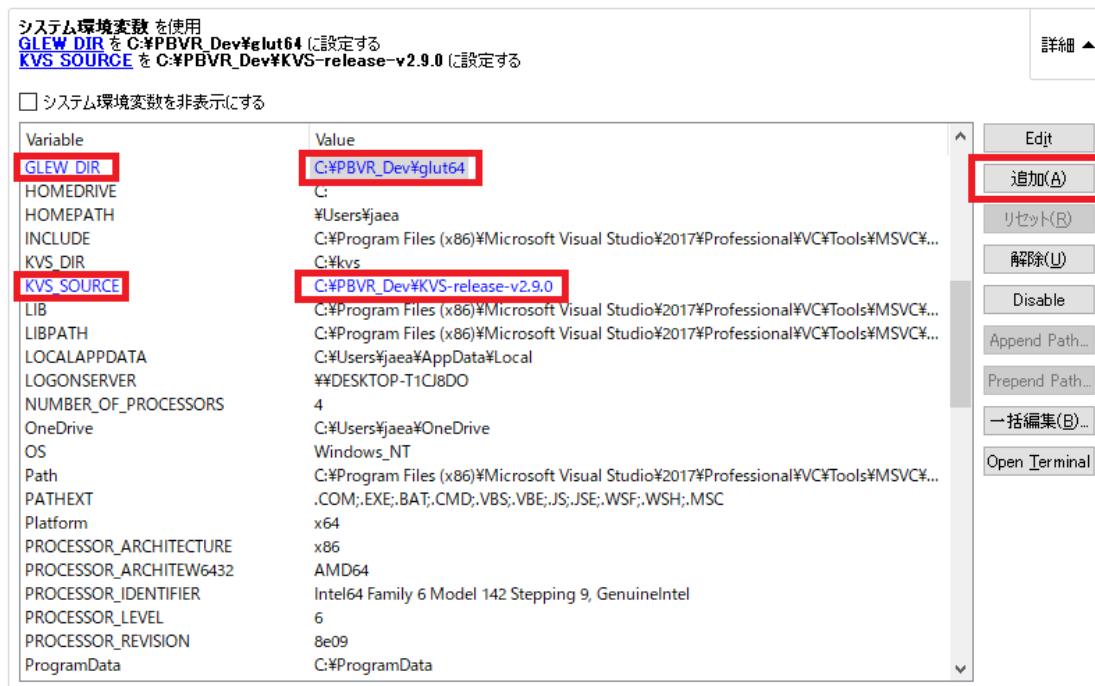 システム環境変数 を使用
GLEW_DIR を C:¥PBVR_Dev¥glut64 に設定する
KVS_SOURCE を C:¥PBVR_Dev¥KVS-release-v2.9.0 に設定する
詳細 ▲
システム環境変数を非表示にする
Variable Value
GLEW_DIR C:¥PBVR_Dev¥glut64
HOMEDRIVE C:
HOMEPATH ¥Users¥jaea
INCLUDE C:¥Program Files (x86)¥Microsoft Visual Studio¥2017¥Professional¥VC¥Tools¥MSVC¥...
KVS_DIR C:¥kvs
KVS_SOURCE C:¥PBVR_Dev¥KVS-release-v2.9.0
LIB C:¥Program Files (x86)¥Microsoft Visual Studio¥2017¥Professional¥VC¥Tools¥MSVC¥...
LIBPATH C:¥Program Files (x86)¥Microsoft Visual Studio¥2017¥Professional¥VC¥Tools¥MSVC¥...
LOCALAPPDATA C:¥Users¥jaea¥AppData¥Local
LOGONSERVER ¥¥DESKTOP-T1CJ8DO
NUMBER_OF_PROCESSORS 4
OneDrive C:¥Users¥jaea¥OneDrive
OS Windows_NT
Path C:¥Program Files (x86)¥Microsoft Visual Studio¥2017¥Professional¥VC¥Tools¥MSVC¥...
PATHEXT .COM;.EXE;.BAT;.CMD;.VBS;.VBE;.JS;.JSE;.WSF;.WSH;.MSC
Platform x64
PROCESSOR_ARCHITECTURE x86
PROCESSOR_ARCHITEW6432 AMD64
PROCESSOR_IDENTIFIER Intel64 Family 6 Model 142 Stepping 9, GenuineIntel
PROCESSOR_LEVEL 6
PROCESSOR_REVISION 8e09
ProgramData C:¥ProgramData
Edit
追加(A)
リセット(R)
解除(U)
Disable
Append Path...
Prepend Path...
一括編集(B)...
Open Terminal